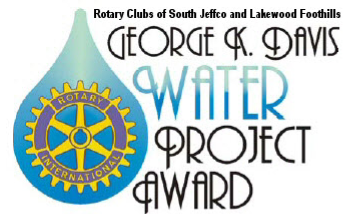 Rotary Clubs of South Jeffco and Lakewood Foothills
GEORGE K. DAVIS
WATER
PROJECT
AWARD
ROTARY
INTERNATIONAL